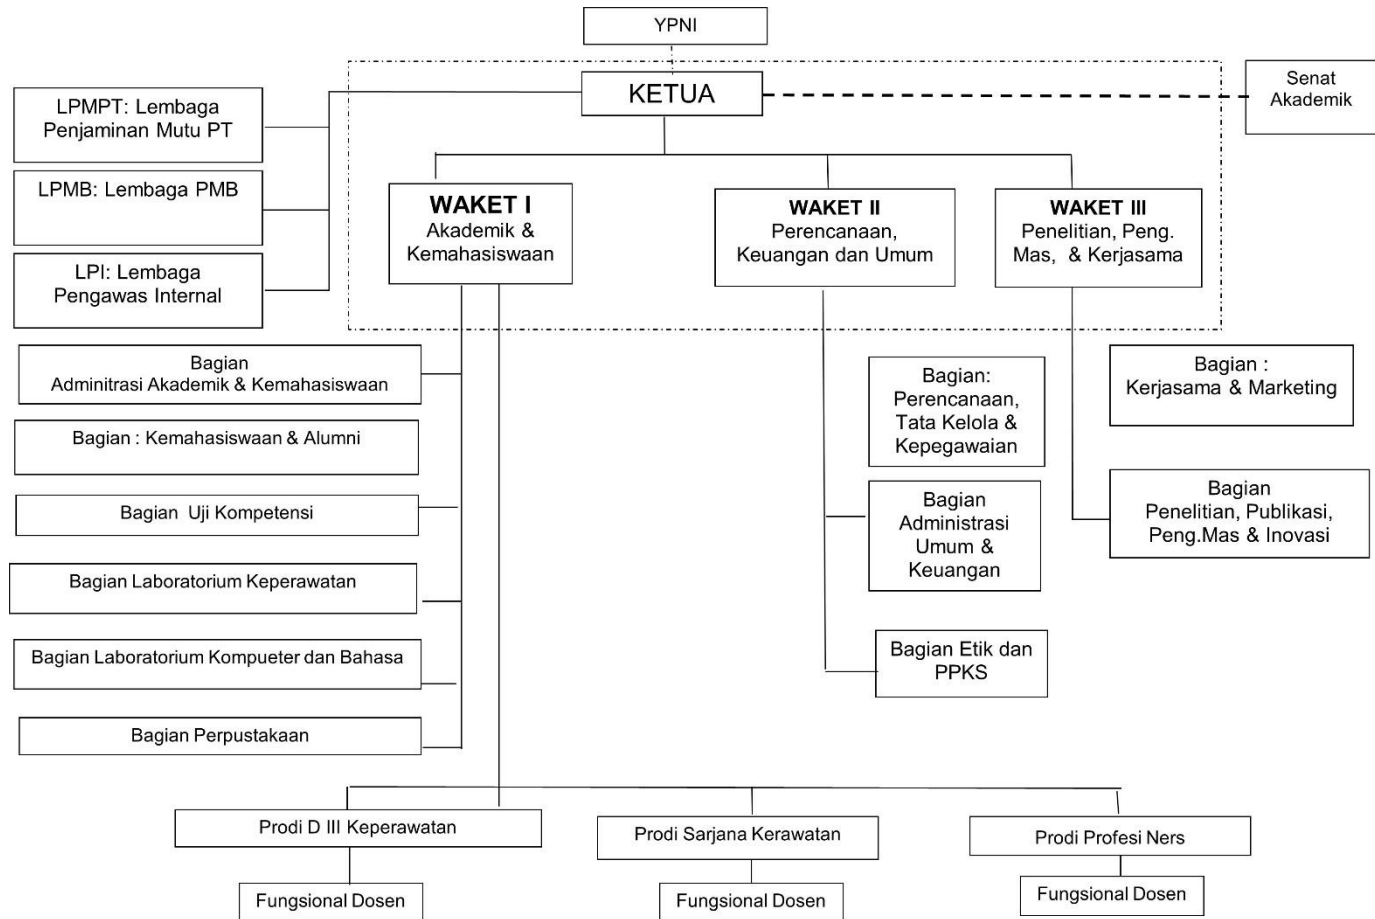 YPNI
KETUA
Senat
Akademik
LPMPT: Lembaga
Penjaminan Mutu PT
LPMB: Lembaga PMB
LPI: Lembaga
Pengawas Internal
WAKET I
Akademik &
Kemahasiswaan
WAKET II
Perencanaan,
Keuangan dan Umum
WAKET III
Penelitian, Peng.
Mas, & Kerjasama
Bagian
Adminitrasi Akademik & Kemahasiswaan
Bagian : Kemahasiswaan & Alumni
Bagian Uji Kompetensi
Bagian Laboratorium Keperawatan
Bagian Laboratorium Kompueter dan Bahasa
Bagian Perpustakaan
Bagian:
Perencanaan,
Tata Kelola &
Kepegawaian
Bagian
Administrasi
Umum &
Keuangan
Bagian Etik dan
PPKS
Bagian :
Kerjasama & Marketing
Bagian
Penelitian, Publikasi,
Peng.Mas & Inovasi
Prodi D III Keperawatan
Prodi Sarjana Kerawatan
Prodi Profesi Ners
Fungsional Dosen
Fungsional Dosen
Fungsional Dosen